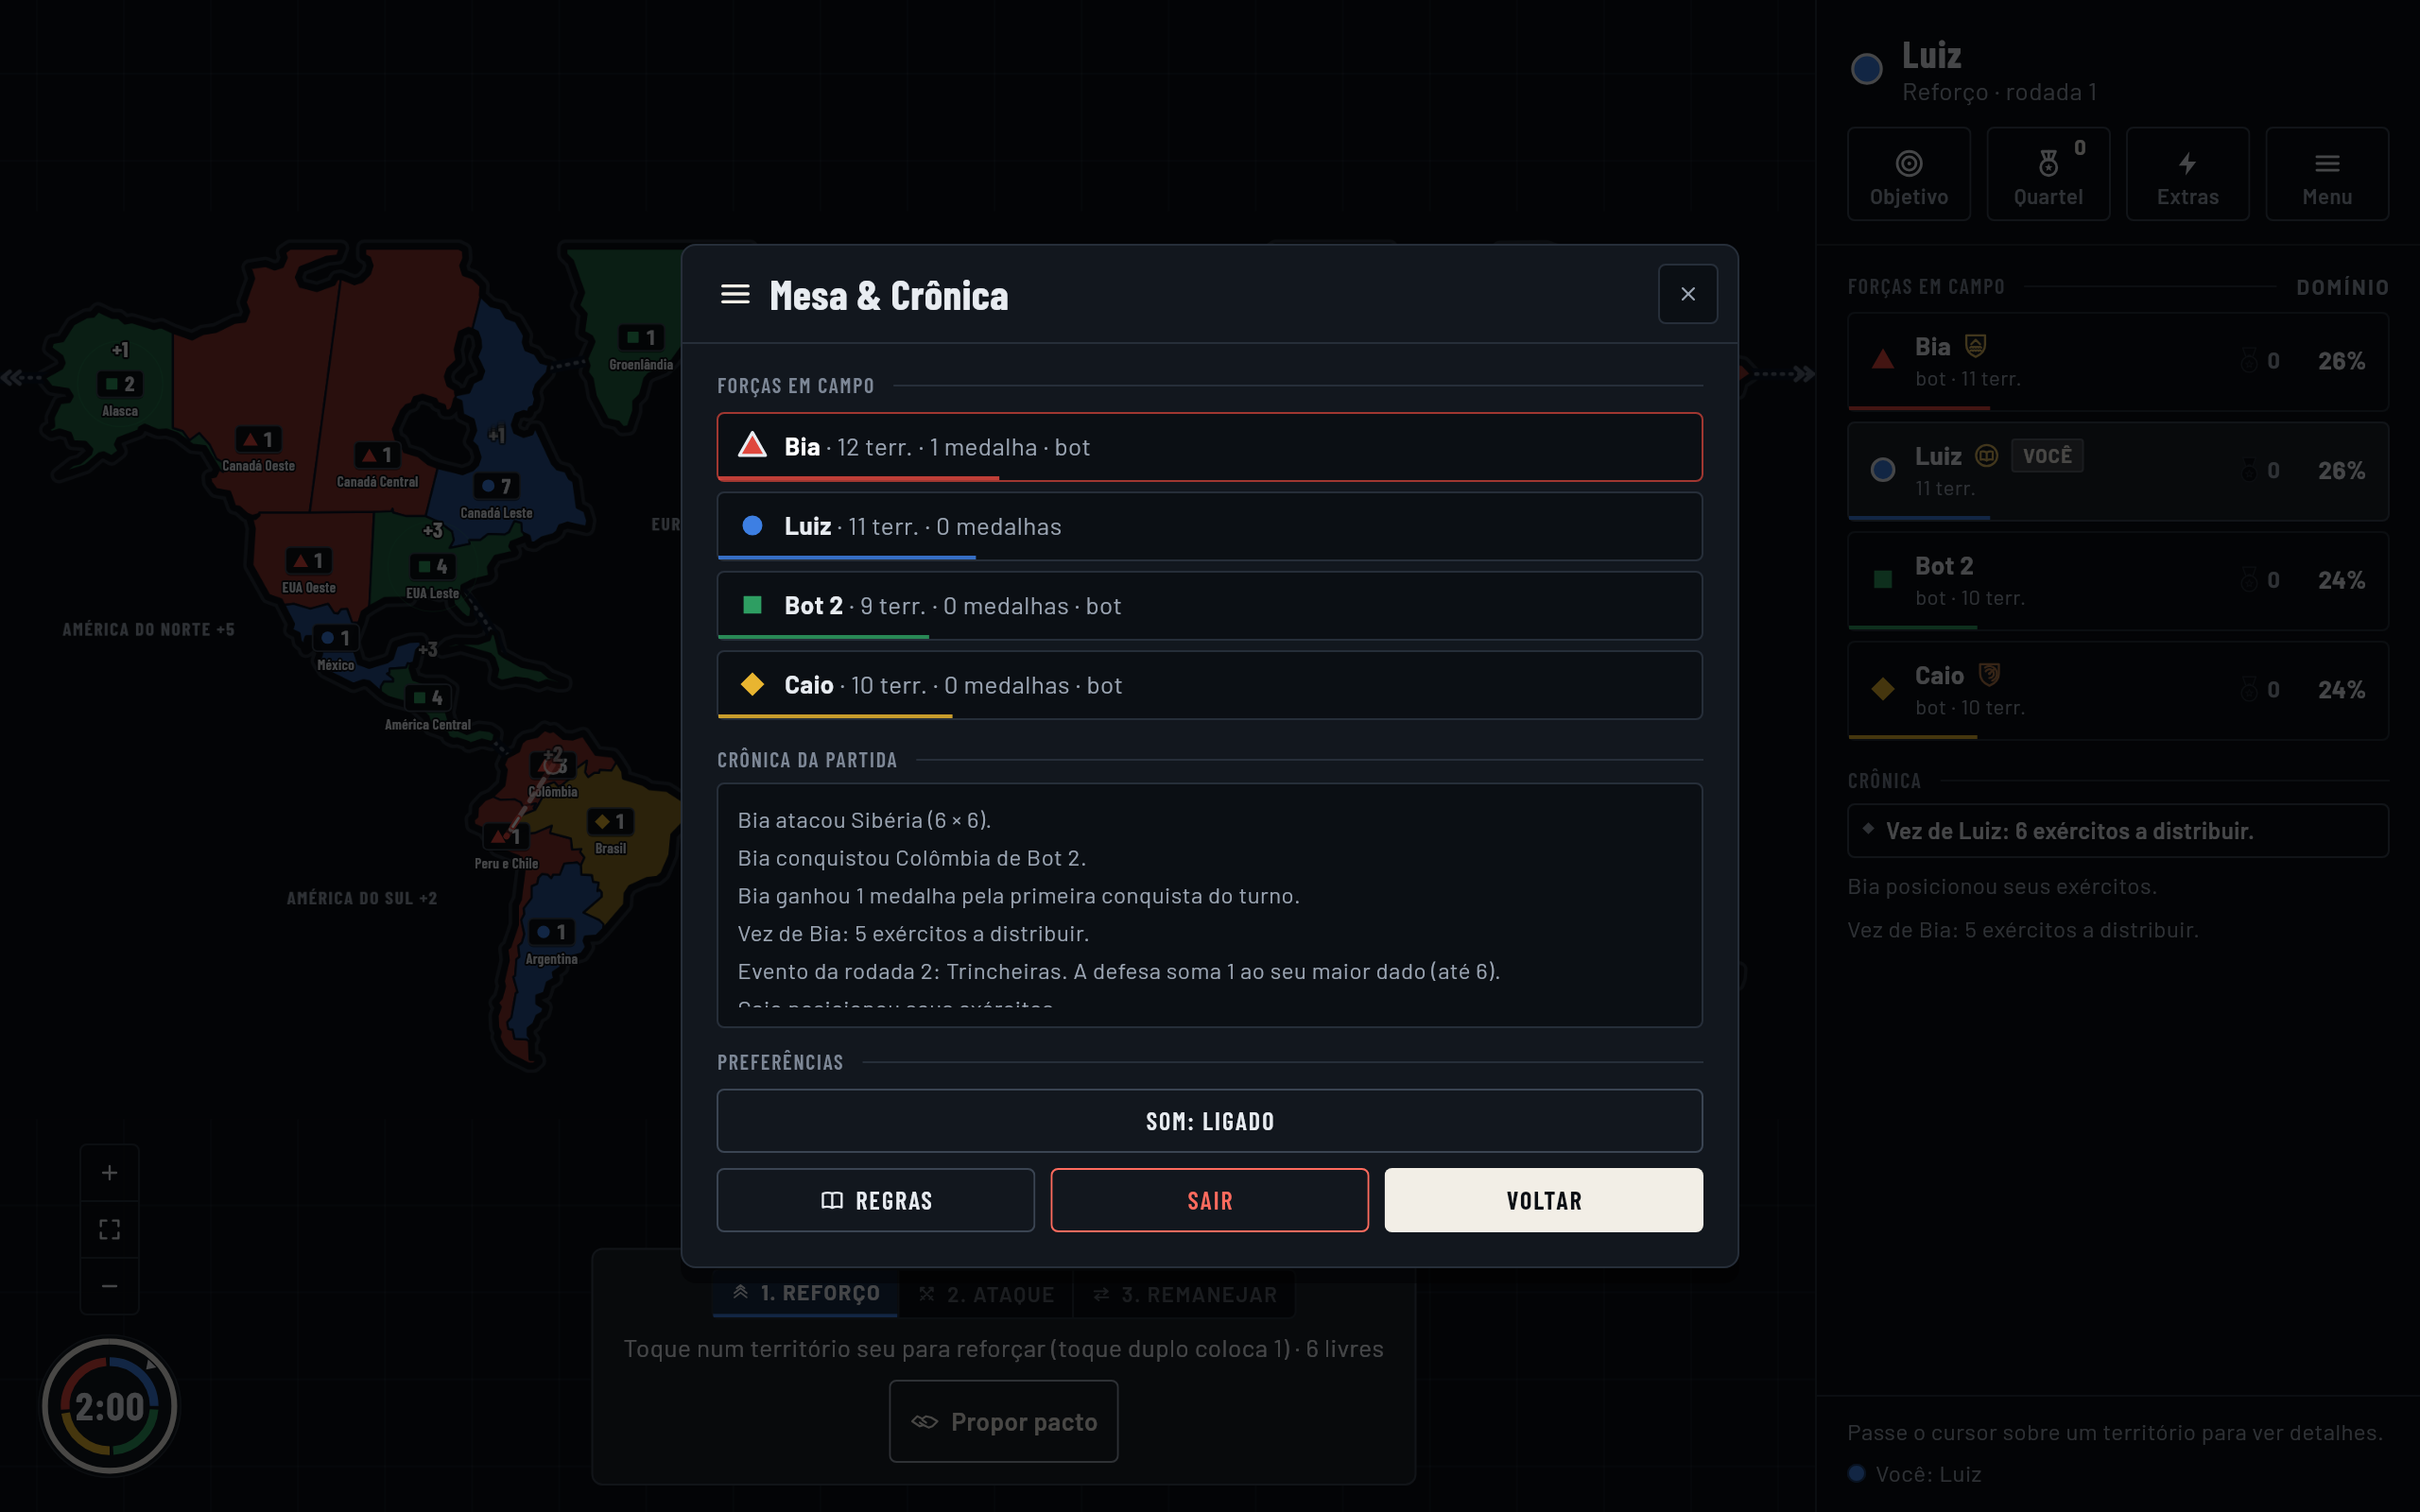 Luiz
Reforço · rodada 1
Objetivo
0
Quartel
Extras
Menu
FORÇAS EM CAMPO
DOMÍNIO
Bia
bot · 11 terr.
0
26%
Luiz
VOCÊ
11 terr.
0
26%
Bot 2
bot · 10 terr.
0
24%
Caio
bot · 10 terr.
0
24%
CRÔNICA
Vez de Luiz: 6 exércitos a distribuir.
Bia posicionou seus exércitos.
Vez de Bia: 5 exércitos a distribuir.
Passe o cursor sobre um território para ver detalhes.
Você: Luiz
Mesa & Crônica
FORÇAS EM CAMPO
Bia · 12 terr. · 1 medalha · bot
Luiz · 11 terr. · 0 medalhas
Bot 2 · 9 terr. · 0 medalhas · bot
Caio · 10 terr. · 0 medalhas · bot
CRÔNICA DA PARTIDA
Bia atacou Sibéria (6 × 6).
Bia conquistou Colômbia de Bot 2.
Bia ganhou 1 medalha pela primeira conquista do turno.
Vez de Bia: 5 exércitos a distribuir.
Evento da rodada 2: Trincheiras. A defesa soma 1 ao seu maior dado (até 6).
PREFERÊNCIAS
SOM: LIGADO
REGRAS
SAIR
VOLTAR
+1
2
Alasca
1
Canadá Oeste
1
Canadá Central
+1
7
Canadá Leste
1
Groenlândia
1
EUA Oeste
+3
4
EUA Leste
EUR
AMÉRICA DO NORTE +5
1
México
+3
4
América Central
+2
3
Colômbia
1
Peru e Chile
1
Brasil
AMÉRICA DO SUL +2
1
Argentina
+
−
2:00
1. REFORÇO
2. ATAQUE
3. REMANEJAR
Toque num território seu para reforçar (toque duplo coloca 1) · 6 livres
Propor pacto